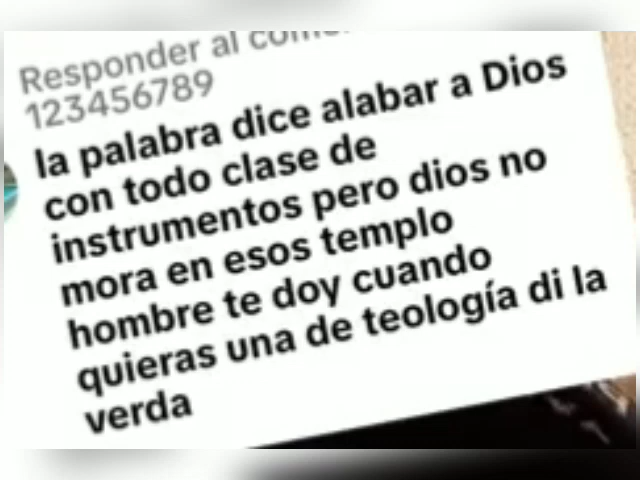 Responder al
123456789
la palabra dice alabar a Dios
con todo clase de
instrumentos pero dios no
mora en esos templo
hombre te doy cuando
quieras una de teología di la
verda